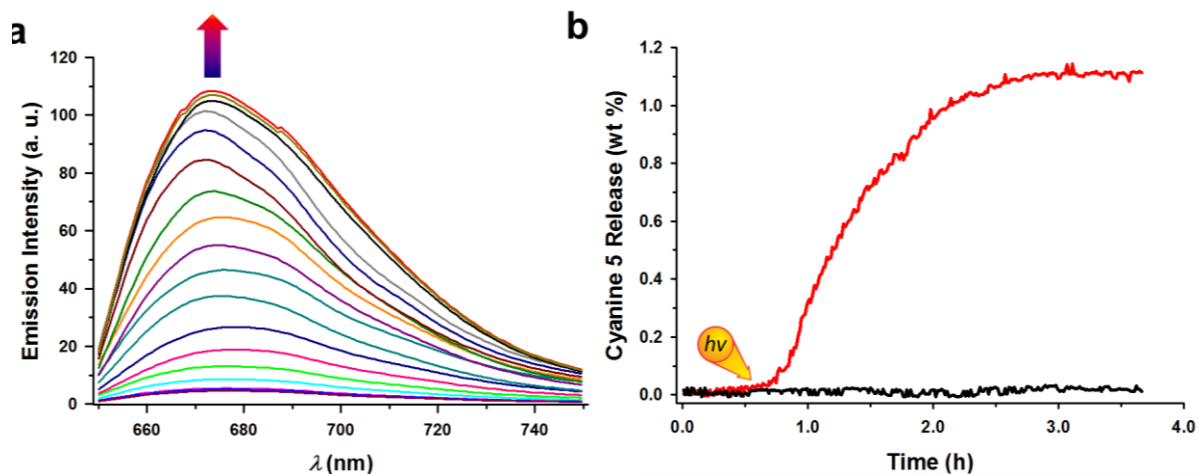 a
120
100
80
60
40
20
0
Emission Intensity (a. u.)
660 680 700 720 740
λ (nm)
b
1.2
1.0
0.8
0.6
0.4
0.2
0.0
Cyanine 5 Release (wt %)
hν
0.0 1.0 2.0 3.0 4.0
Time (h)